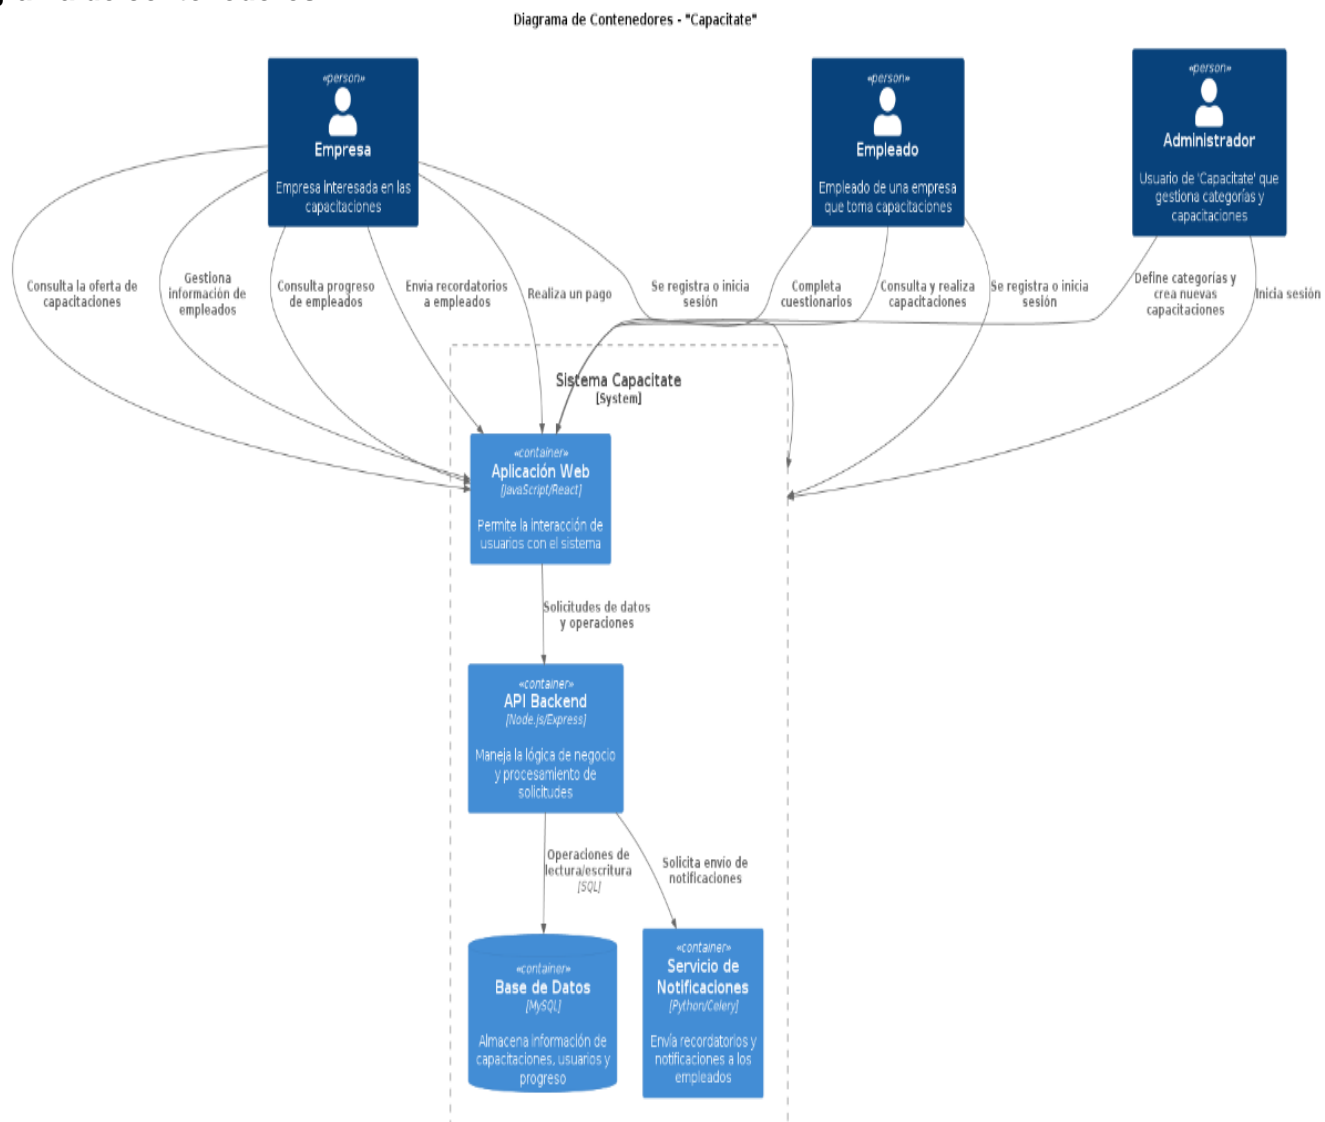 Diagrama de Contenedores - "Capacitate"
«person»
Empresa
Empresa interesada en las
capacitaciones
«person»
Empleado
Empleado de una empresa
que toma capacitaciones
«person»
Administrador
Usuario de 'Capacitate' que
gestiona categorías y
capacitaciones
Consulta la oferta de
capacitaciones
Gestiona
información de
empleados
Consulta progreso
de empleados
Envía recordatorios
a empleados
Realiza un pago
Se registra o inicia
sesión
Completa
cuestionarios
Consulta y realiza
capacitaciones
Se registra o inicia
sesión
Define categorías y
crea nuevas
capacitaciones
Inicia sesión
Sistema Capacitate
[System]
«container»
Aplicación Web
[JavaScript/React]
Permite la interacción de
usuarios con el sistema
Solicitudes de datos
y operaciones
«container»
API Backend
[Node.js/Express]
Maneja la lógica de negocio
y procesamiento de
solicitudes
Operaciones de
lectura/escritura
[SQL]
Solicita envío de
notificaciones
«container»
Base de Datos
[MySQL]
Almacena información de
capacitaciones, usuarios y
progreso
«container»
Servicio de
Notificaciones
[Python/Celery]
Envía recordatorios y
notificaciones a los
empleados